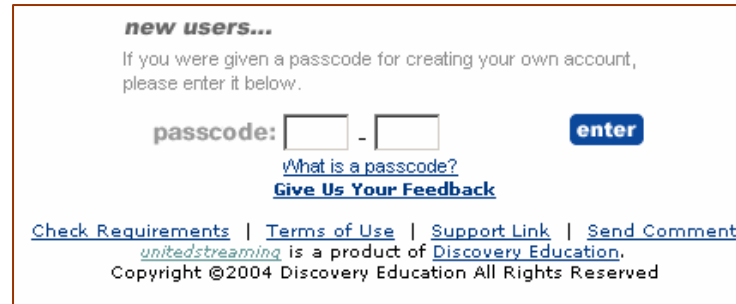 new users...
If you were given a passcode for creating your own account,
please enter it below.
passcode: - enter
What is a passcode?
Give Us Your Feedback
Check Requirements | Terms of Use | Support Link | Send Comment
unitedstreaming is a product of Discovery Education.
Copyright ©2004 Discovery Education All Rights Reserved